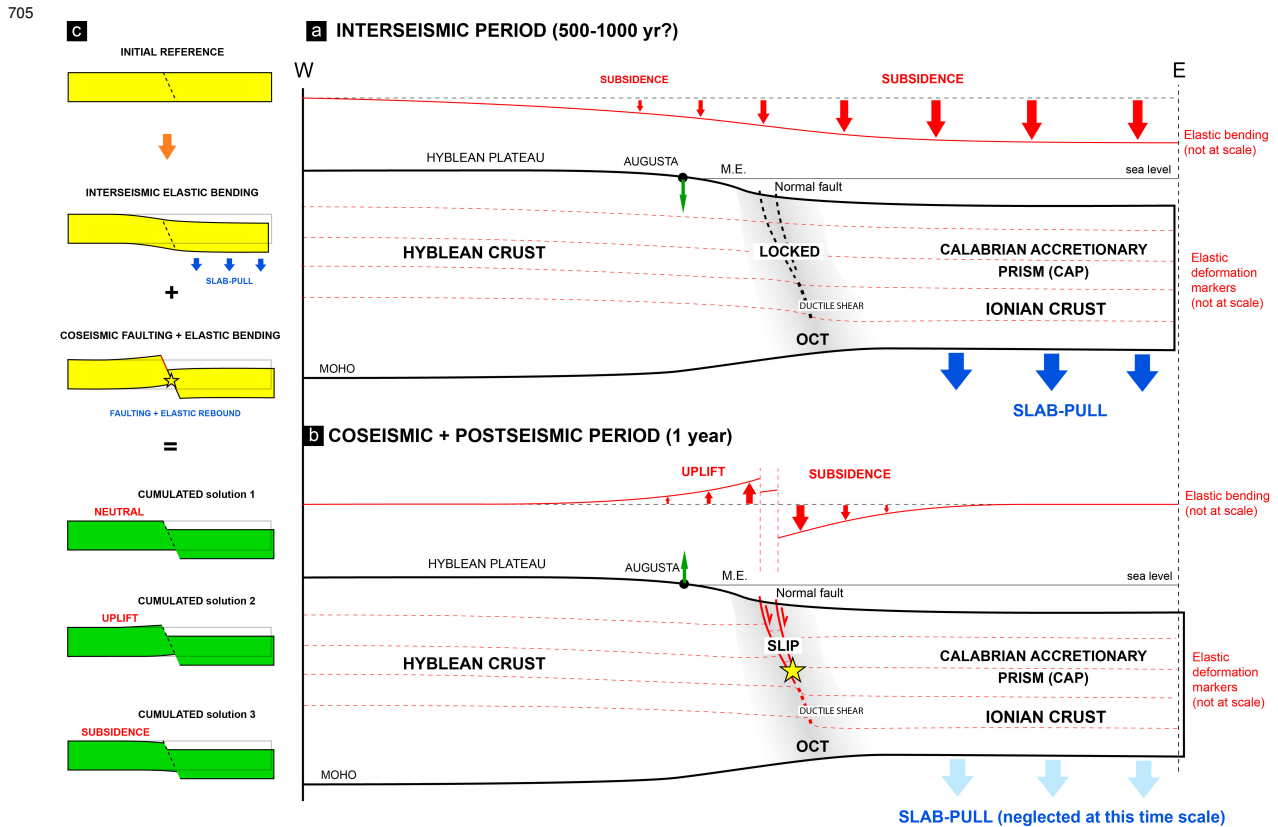 705
c
INITIAL REFERENCE
INTERSEISMIC ELASTIC BENDING
SLAB-PULL
+
COSEISMIC FAULTING + ELASTIC BENDING
FAULTING + ELASTIC REBOUND
=
CUMULATED solution 1
NEUTRAL
CUMULATED solution 2
UPLIFT
CUMULATED solution 3
SUBSIDENCE
a INTERSEISMIC PERIOD (500-1000 yr?)
W
E
SUBSIDENCE
SUBSIDENCE
Elastic bending
(not at scale)
HYBLEAN PLATEAU
AUGUSTA
M.E.
sea level
Normal fault
HYBLEAN CRUST
LOCKED
CALABRIAN ACCRETIONARY
PRISM (CAP)
Elastic
deformation
markers
(not at scale)
DUCTILE SHEAR
IONIAN CRUST
OCT
MOHO
SLAB-PULL
b COSEISMIC + POSTSEISMIC PERIOD (1 year)
UPLIFT
SUBSIDENCE
Elastic bending
(not at scale)
HYBLEAN PLATEAU
AUGUSTA
M.E.
sea level
Normal fault
SLIP
HYBLEAN CRUST
CALABRIAN ACCRETIONARY
PRISM (CAP)
Elastic
deformation
markers
(not at scale)
DUCTILE SHEAR
IONIAN CRUST
OCT
MOHO
SLAB-PULL (neglected at this time scale)